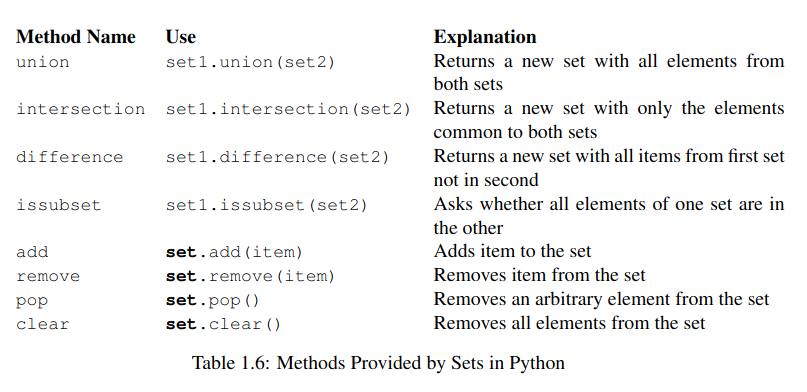 Method Name Use Explanation
union set1.union(set2) Returns a new set with all elements from
both sets
intersection set1.intersection(set2) Returns a new set with only the elements
common to both sets
difference set1.difference(set2) Returns a new set with all items from first set
not in second
issubset set1.issubset(set2) Asks whether all elements of one set are in
the other
add set.add(item) Adds item to the set
remove set.remove(item) Removes item from the set
pop set.pop() Removes an arbitrary element from the set
clear set.clear() Removes all elements from the set
Table 1.6: Methods Provided by Sets in Python